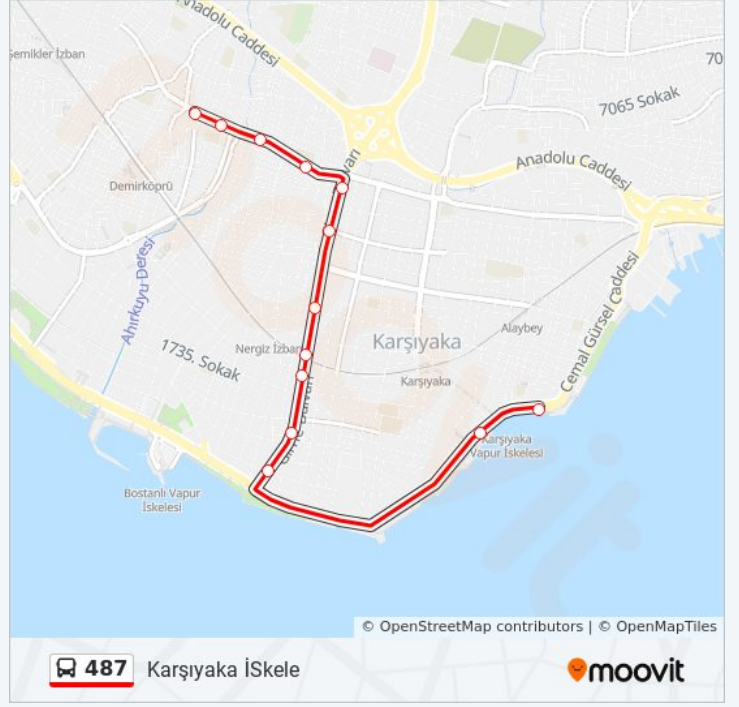 Anadolu Caddesi
Semikler İzban
70
7065 Sokak
Anadolu Caddesi
Demirköprü
Ahırkuyu Deresi
Cemal Gürsel Caddesi
Alaybey
Karşıyaka
Nergiz İzban
1735. Sokak
Karşıyaka
Karşıyaka
Vapur İskelesi
Bostanlı Vapur
İskelesi
© OpenStreetMap contributors | © OpenMapTiles
487 Karşıyaka İSkele
moovit